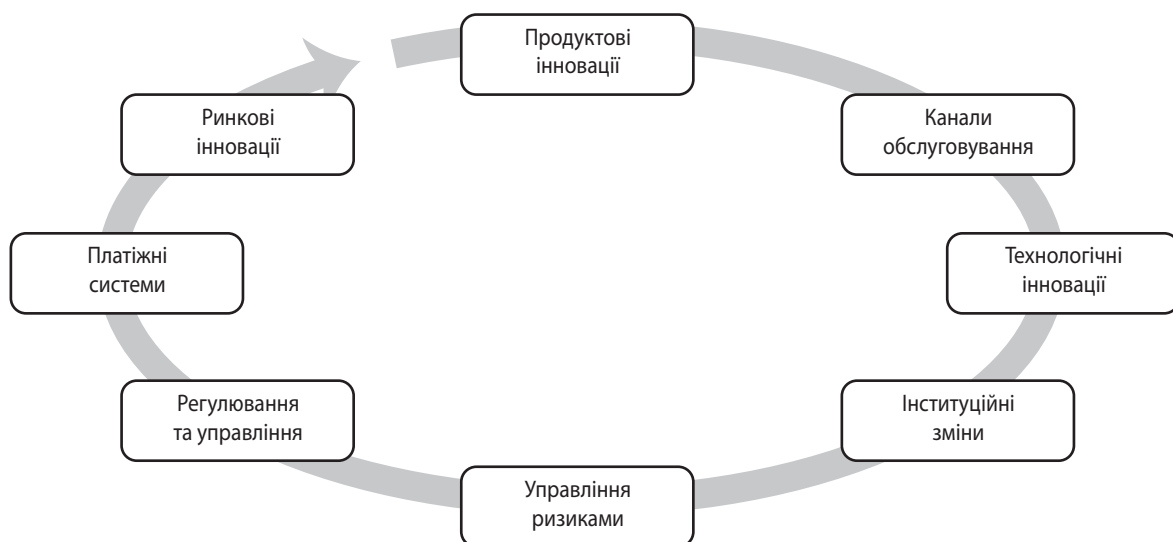 Продуктові
інновації
Канали
обслуговування
Технологічні
інновації
Інституційні
зміни
Управління
ризиками
Регулювання
та управління
Платіжні
системи
Ринкові
інновації